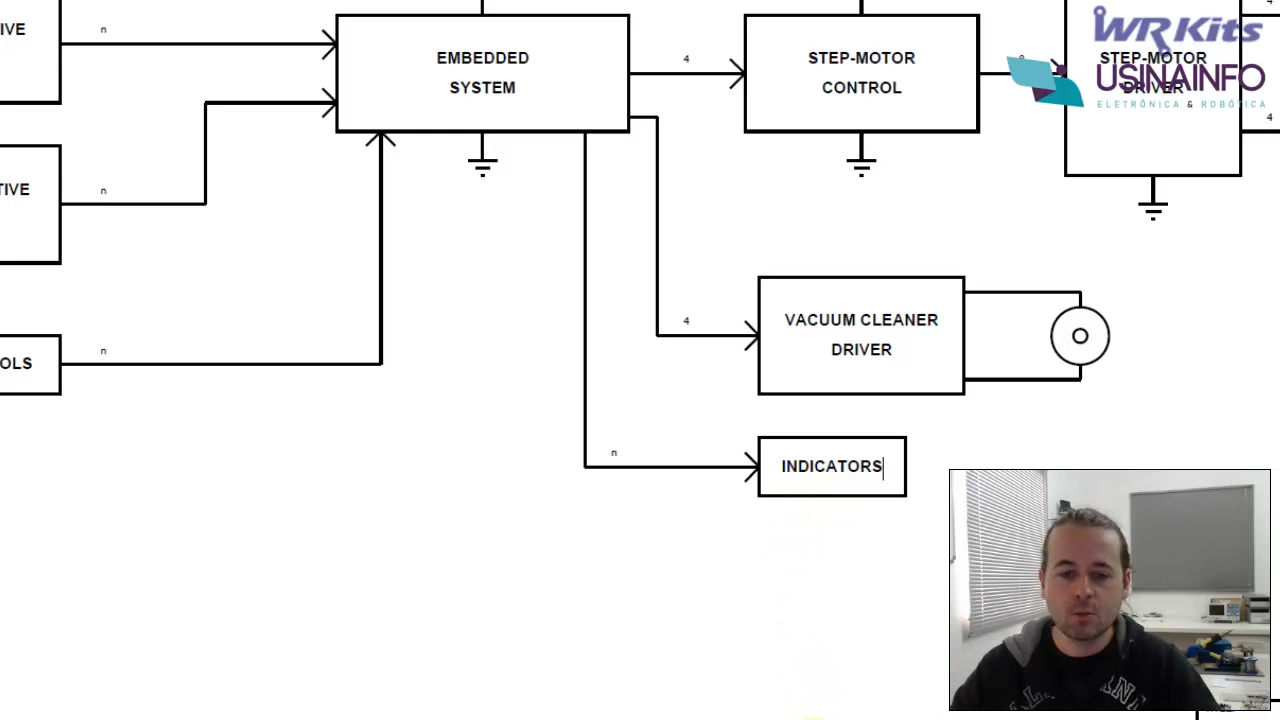 IVE
n
EMBEDDED
SYSTEM
4
STEP-MOTOR
CONTROL
STEP-MOTOR
DRIVER
4
4
WR Kits
USINAINFO
ELETRÔNICA & ROBÓTICA
TIVE
n
OLS
n
4
VACUUM CLEANER
DRIVER
n
INDICATORS